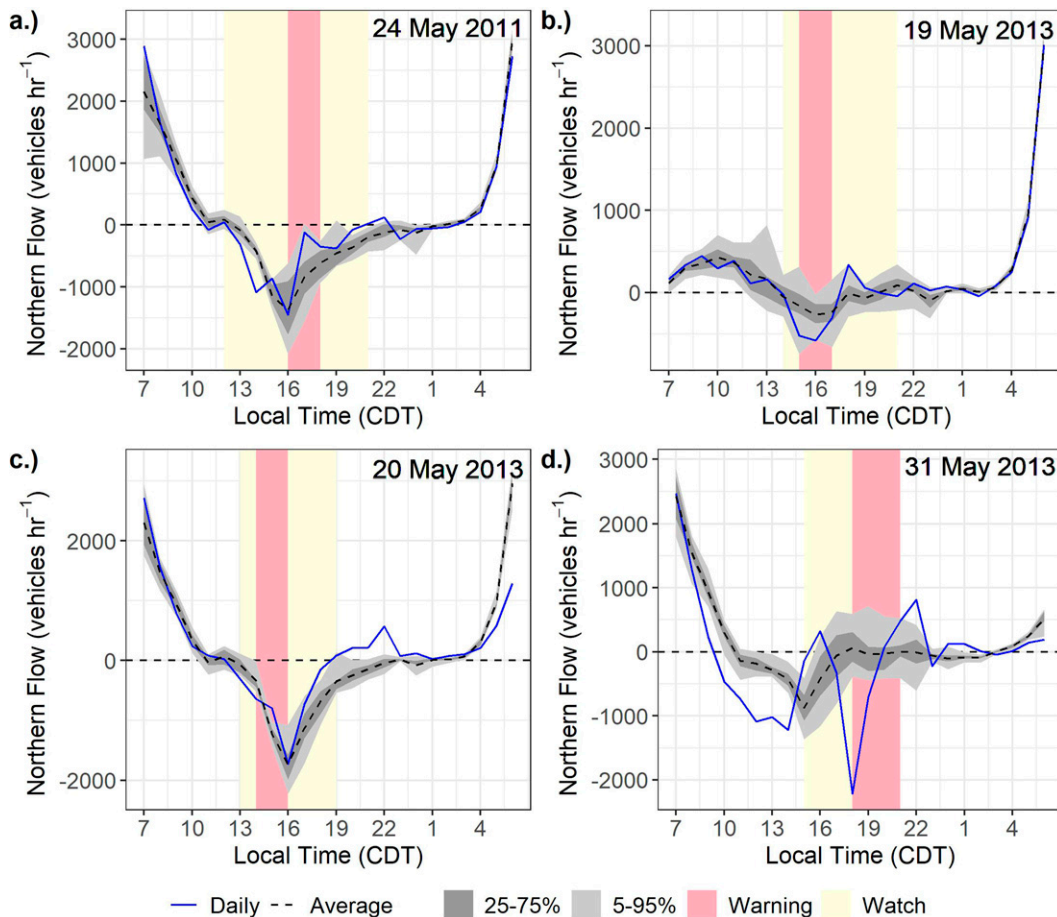 a.)
24 May 2011
Northern Flow (vehicles hr⁻¹)
3000
2000
1000
0
-1000
-2000
7 10 13 16 19 22 1 4
Local Time (CDT)
b.)
19 May 2013
Northern Flow (vehicles hr⁻¹)
3000
2000
1000
0
7 10 13 16 19 22 1 4
Local Time (CDT)
c.)
20 May 2013
Northern Flow (vehicles hr⁻¹)
2000
0
-2000
7 10 13 16 19 22 1 4
Local Time (CDT)
d.)
31 May 2013
Northern Flow (vehicles hr⁻¹)
3000
2000
1000
0
-1000
-2000
7 10 13 16 19 22 1 4
Local Time (CDT)
Daily Average 25-75% 5-95% Warning Watch